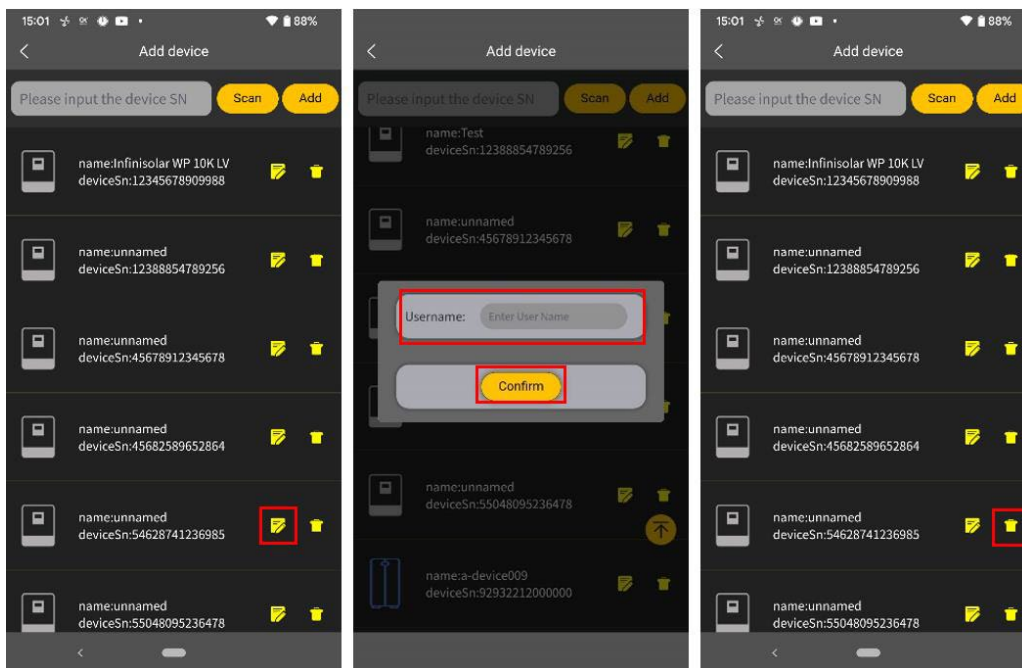 15:01
88%
Add device
Please input the device SN
Scan
Add
name:Infinisolar WP 10K LV
deviceSn:12345678909988
name:unnamed
deviceSn:12388854789256
name:unnamed
deviceSn:45678912345678
name:unnamed
deviceSn:45682589652864
name:unnamed
deviceSn:54628741236985
name:unnamed
deviceSn:55048095236478
Add device
Please input the device SN
Scan
Add
name:Test
deviceSn:12388854789256
name:unnamed
deviceSn:45678912345678
Username:
Enter User Name
Confirm
name:unnamed
deviceSn:55048095236478
name:a-device009
deviceSn:92932212000000
15:01
88%
Add device
Please input the device SN
Scan
Add
name:Infinisolar WP 10K LV
deviceSn:12345678909988
name:unnamed
deviceSn:12388854789256
name:unnamed
deviceSn:45678912345678
name:unnamed
deviceSn:45682589652864
name:unnamed
deviceSn:54628741236985
name:unnamed
deviceSn:55048095236478